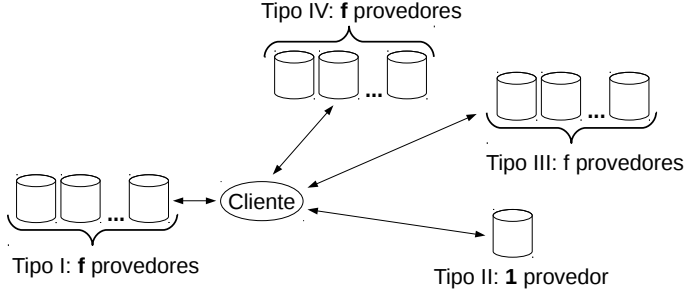 Tipo IV: f provedores
...
...
Tipo III: f provedores
...
Cliente
Tipo I: f provedores
Tipo II: 1 provedor